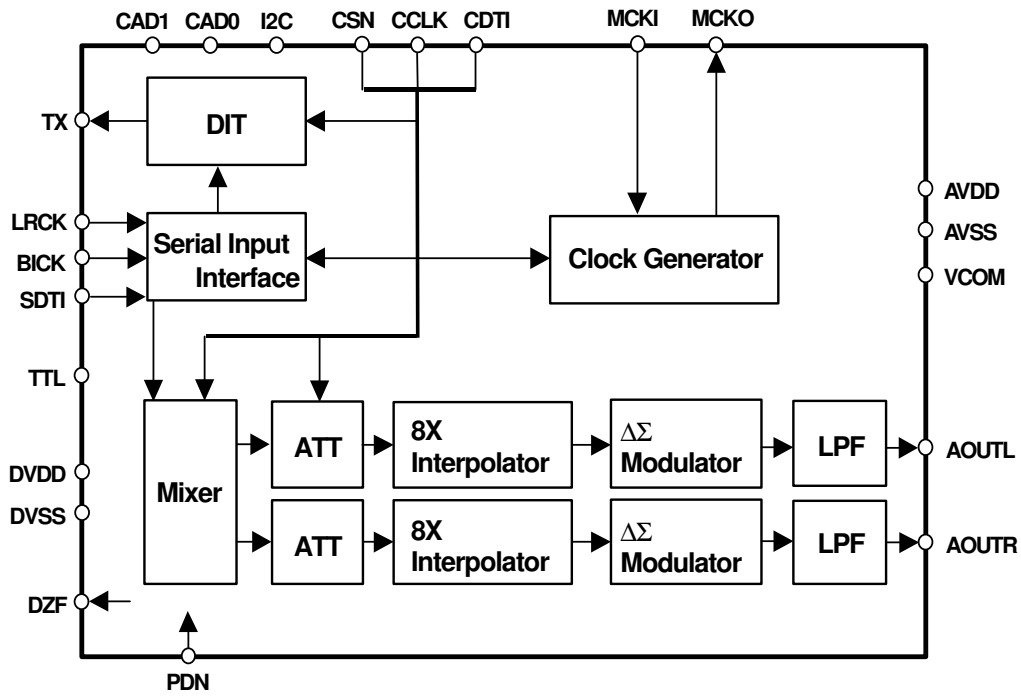 CAD1 CAD0 I2C CSN CCLK CDTI MCKI MCKO
TX
DIT
LRCK
BICK
SDTI
Serial Input
Interface
Clock Generator
AVDD
AVSS
VCOM
TTL
DVDD
DVSS
DZF
PDN
Mixer
ATT
8X
Interpolator
ΔΣ
Modulator
LPF
AOUTL
ATT
8X
Interpolator
ΔΣ
Modulator
LPF
AOUTR